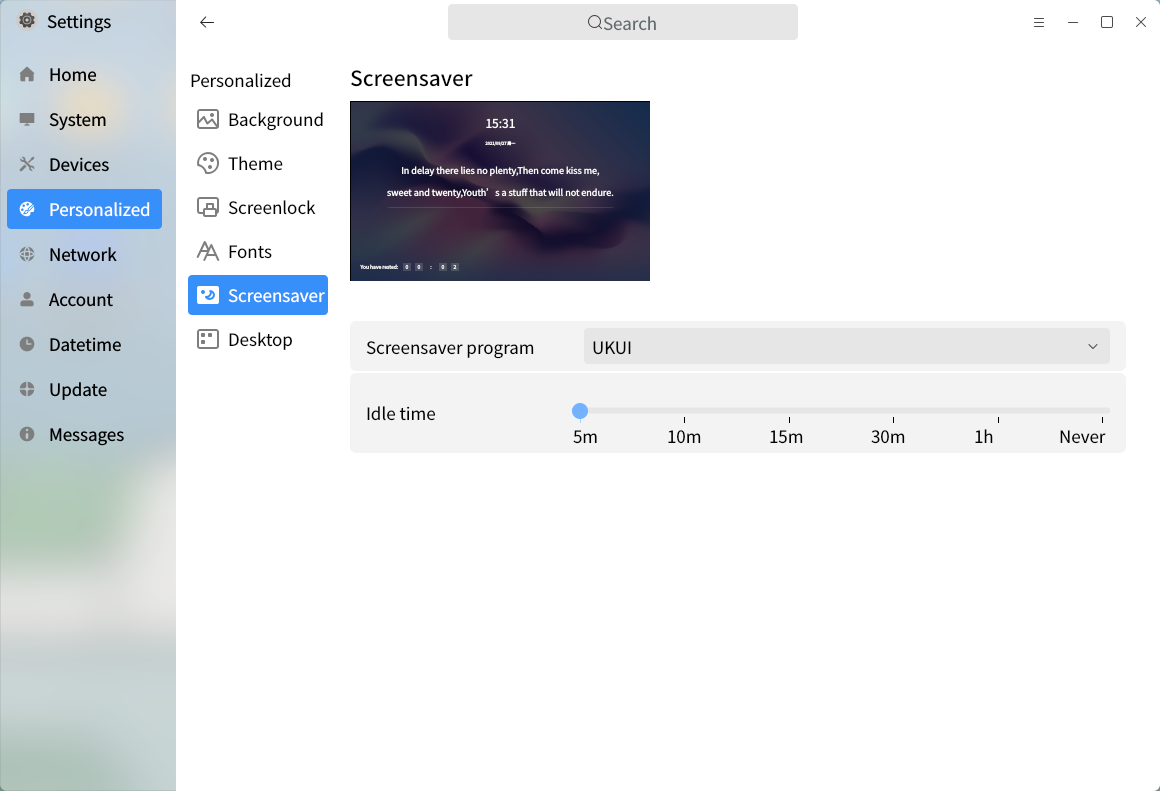 Settings
Search
Home
System
Devices
Personalized
Network
Account
Datetime
Update
Messages
Personalized
Background
Theme
Screenlock
Fonts
Screensaver
Desktop
Screensaver
15:31
In delay there lies no plenty,Then come kiss me,
sweet and twenty,Youth’ s a stuff that will not endure.
You have rested: 0 0 : 0 2
Screensaver program
UKUI
Idle time
5m 10m 15m 30m 1h Never